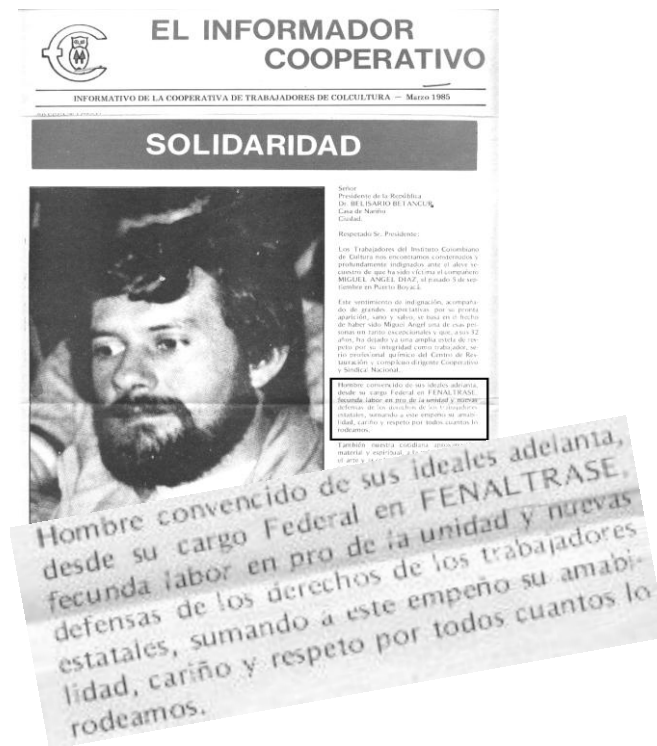 EL INFORMADOR
COOPERATIVO
INFORMATIVO DE LA COOPERATIVA DE TRABAJADORES DE COLCULTURA — Marzo 1985
SOLIDARIDAD
Señor
Presidente de la República
Dr. BELISARIO BETANCUR
Casa de Nariño
Ciudad.
Respetado Sr. Presidente:
Los Trabajadores del Instituto Colombiano
de Cultura nos encontramos consternados y
profundamente indignados ante el aleve se-
cuestro de que ha sido víctima el compañero
MIGUEL ANGEL DIAZ, el pasado 5 de sep-
tiembre en Puerto Boyacá.
Este sentimiento de indignación, acompaña-
do de grandes expectativas por su pronta
aparición, sano y salvo, se basa en el hecho
de haber sido Miguel Angel una de esas per-
sonas un tanto excepcionales y que, a sus 32
años, ha dejado ya una amplia estela de res-
peto por su integridad como trabajador, se-
rio profesional químico del Centro de Res-
tauración y complejo dirigente Cooperativo
y Sindical Nacional.
Hombre convencido de sus ideales adelanta,
desde su cargo Federal en FENALTRASE,
fecunda labor en pro de la unidad y nuevas
defensas de los derechos de los trabajadores
estatales, sumando a este empeño su amabi-
lidad, cariño y respeto por todos cuantos lo
rodeamos.
También nuestra cotidiana
material y espiritual,
el arte y
Hombre convencido de sus ideales adelanta,
desde su cargo Federal en FENALTRASE,
fecunda labor en pro de la unidad y nuevas
defensas de los derechos de los trabajadores
estatales, sumando a este empeño su amabi-
lidad, cariño y respeto por todos cuantos lo
rodeamos.